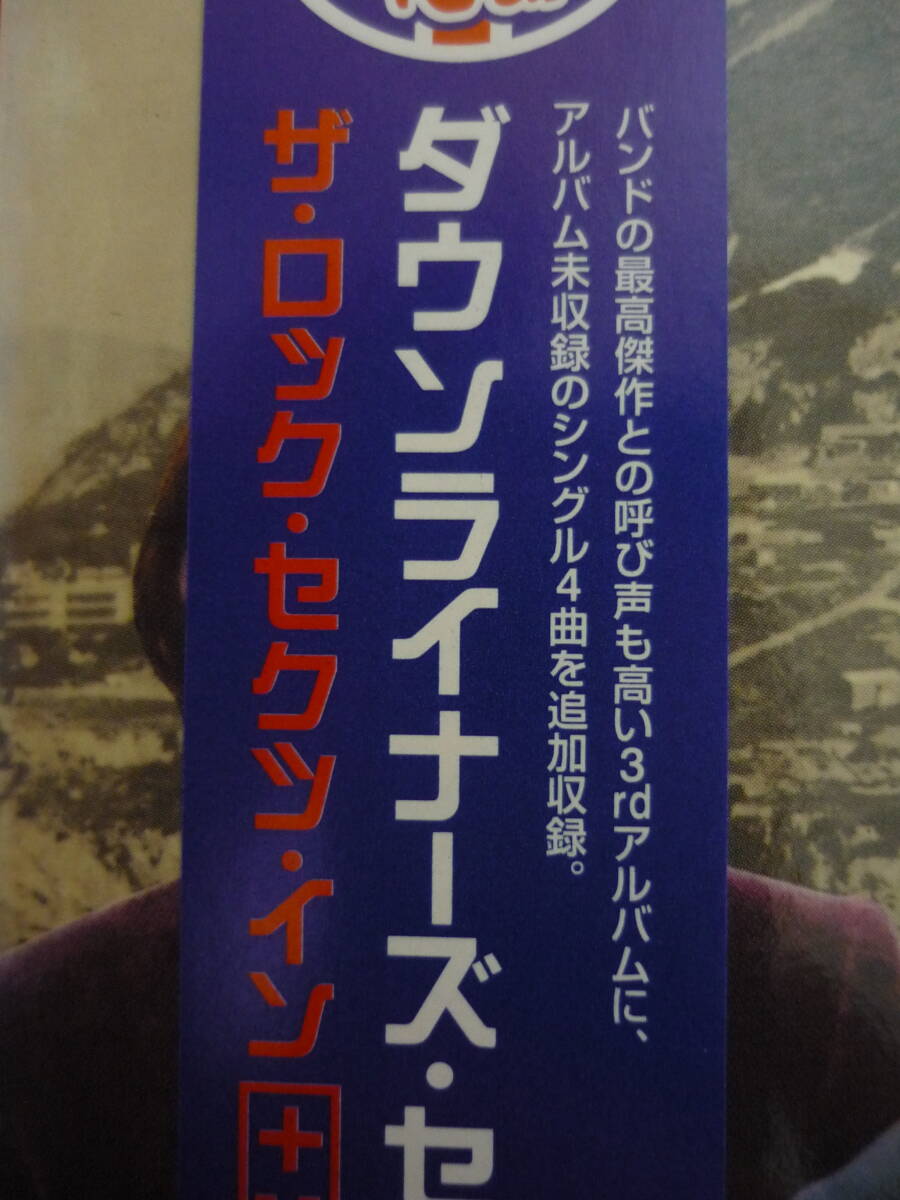 バンドの最高傑作との呼び声も高い3rdアルバムに、
アルバム未収録のシングル4曲を追加収録。
ダウンライナーズ・セ
ザ・ロック・セクツ・イン